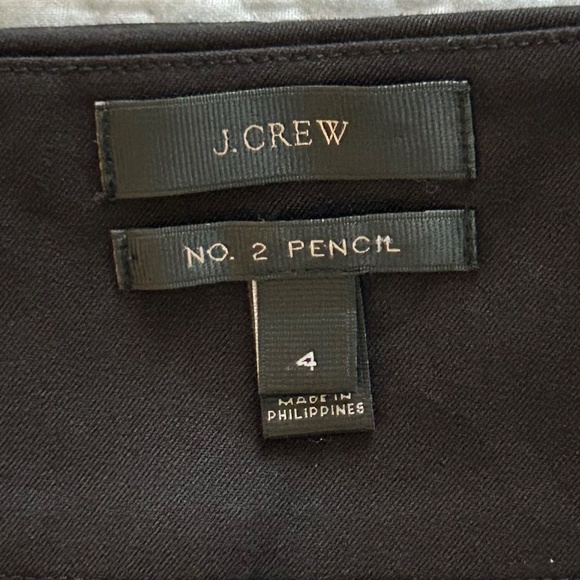 J.CREW
NO. 2 PENCIL
4
MADE IN
PHILIPPINES